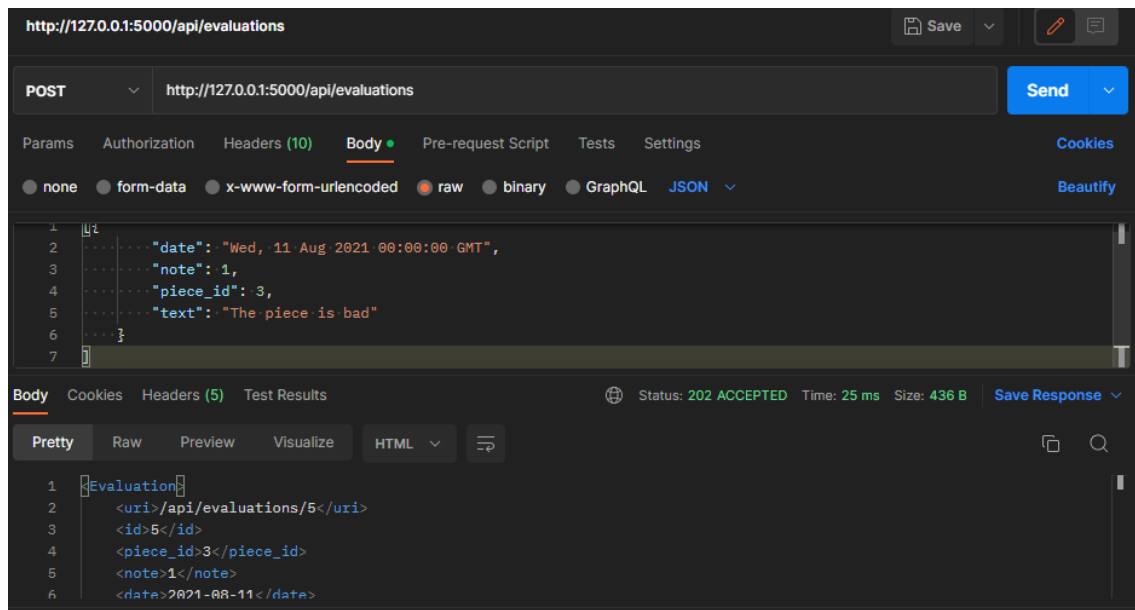 http://127.0.0.1:5000/api/evaluations Save
POST http://127.0.0.1:5000/api/evaluations Send
Params Authorization Headers (10) Body Pre-request Script Tests Settings Cookies
none form-data x-www-form-urlencoded raw binary GraphQL JSON Beautify
1 [{
2 "date": "Wed, 11 Aug 2021 00:00:00 GMT",
3 "note": 1,
4 "piece_id": 3,
5 "text": "The piece is bad"
6 }
7 ]
Body Cookies Headers (5) Test Results Status: 202 ACCEPTED Time: 25 ms Size: 436 B Save Response
Pretty Raw Preview Visualize HTML
1 <Evaluation>
2 <uri>/api/evaluations/5</uri>
3 <id>5</id>
4 <piece_id>3</piece_id>
5 <note>1</note>
6 <date>2021-08-11</date>